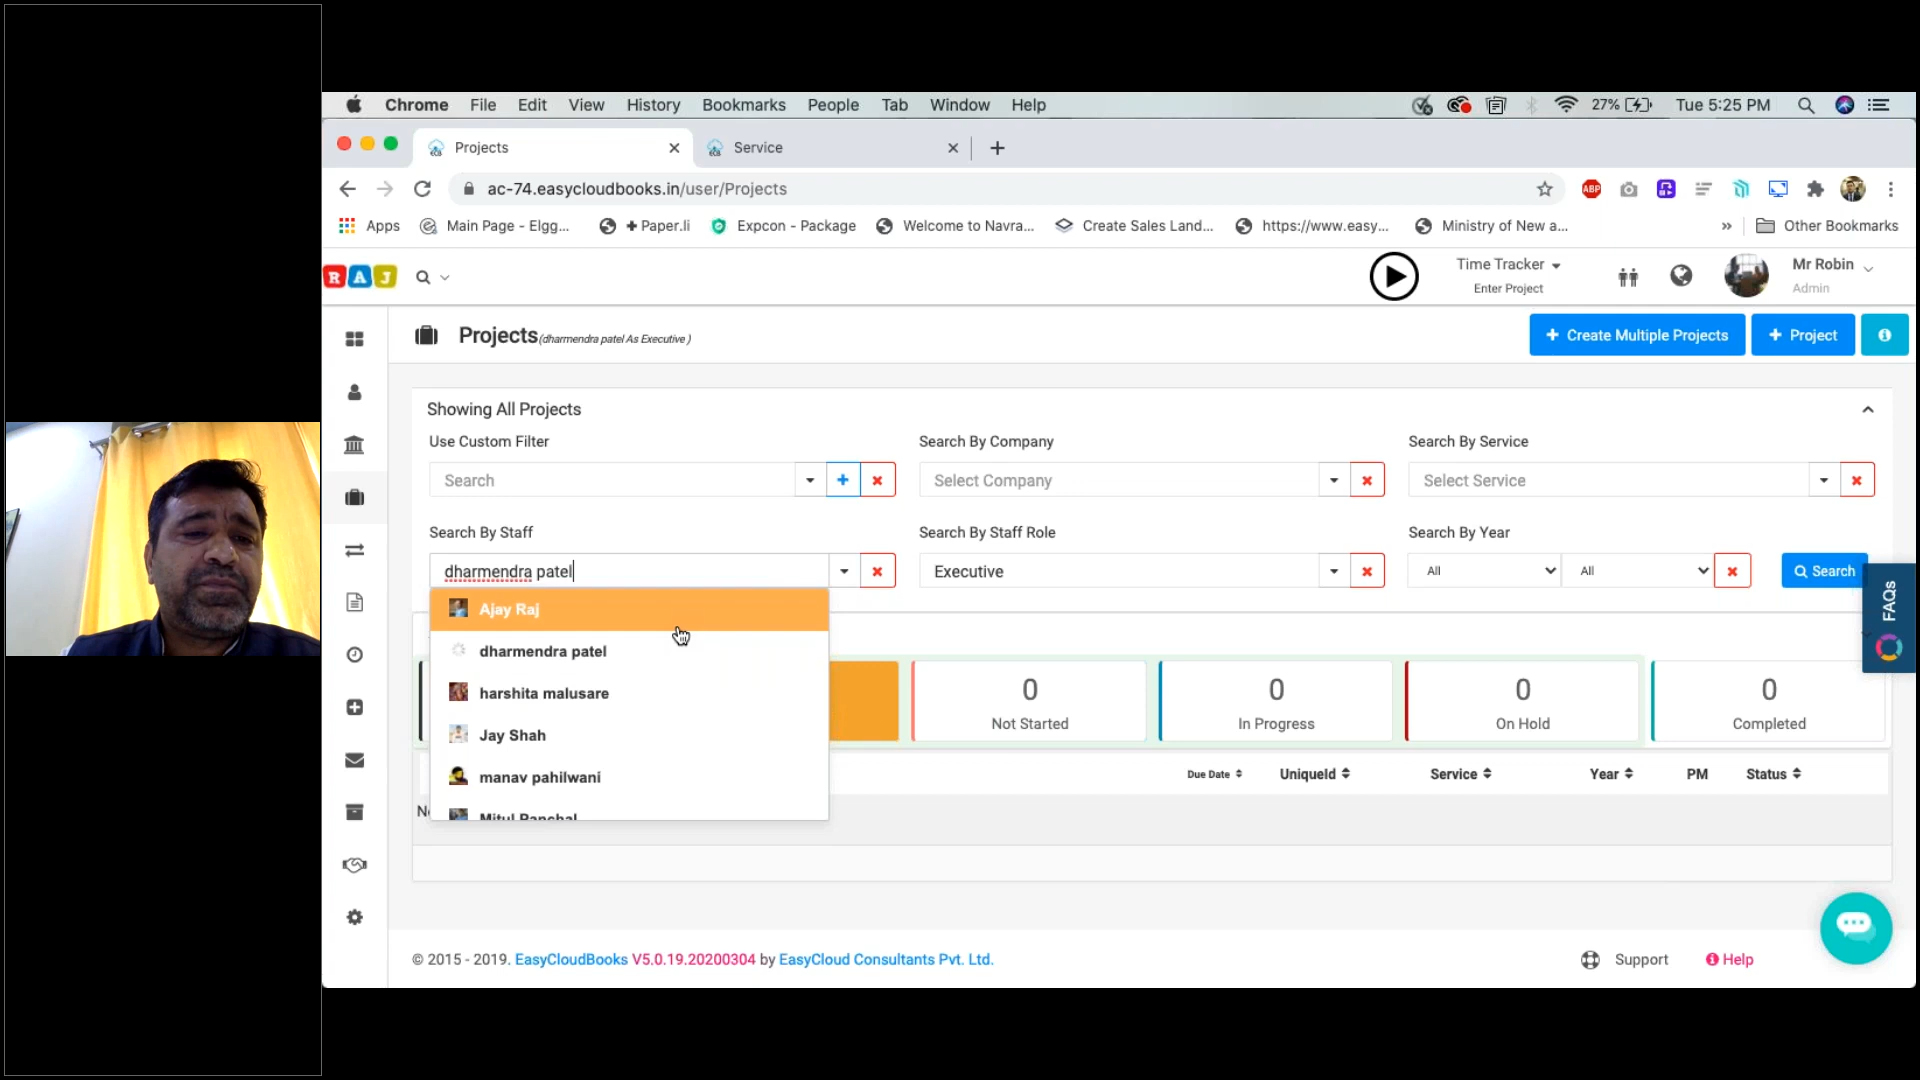 Chrome File Edit View History Bookmarks People Tab Window Help 27% Tue 5:25 PM
Projects Service
ac-74.easycloudbooks.in/user/Projects ABP
Apps Main Page - Elgg... + Paper.li Expcon - Package Welcome to Navra... Create Sales Land... https://www.easy... Ministry of New a... » Other Bookmarks
RAJ Time Tracker Mr Robin
Enter Project Admin
Projects(dharmendra patel As Executive ) + Create Multiple Projects + Project
Showing All Projects
Use Custom Filter Search By Company Search By Service
Search Select Company Select Service
Search By Staff Search By Staff Role Search By Year
dharmendra patel Executive All All Search
FAQs
Ajay Raj
dharmendra patel
harshita malusare
Jay Shah
manav pahilwani
Mitul Panchal
0 0 0 0
Not Started In Progress On Hold Completed
Due Date UniqueId Service Year PM Status
© 2015 - 2019. EasyCloudBooks V5.0.19.20200304 by EasyCloud Consultants Pvt. Ltd. Support Help